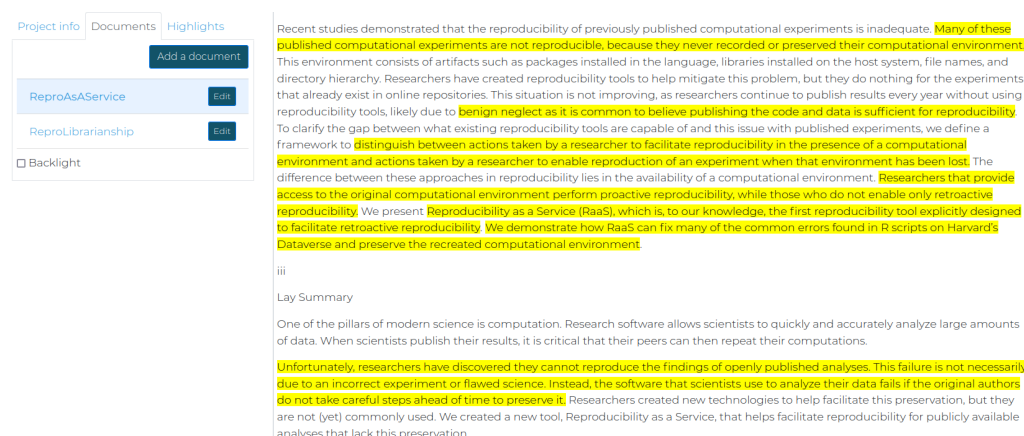 Project info
Documents
Highlights
Add a document
ReproAsAService
Edit
ReproLibrarianship
Edit
Backlight
Recent studies demonstrated that the reproducibility of previously published computational experiments is inadequate. Many of these
published computational experiments are not reproducible, because they never recorded or preserved their computational environment.
This environment consists of artifacts such as packages installed in the language, libraries installed on the host system, file names, and
directory hierarchy. Researchers have created reproducibility tools to help mitigate this problem, but they do nothing for the experiments
that already exist in online repositories. This situation is not improving, as researchers continue to publish results every year without using
reproducibility tools, likely due to benign neglect as it is common to believe publishing the code and data is sufficient for reproducibility.
To clarify the gap between what existing reproducibility tools are capable of and this issue with published experiments, we define a
framework to distinguish between actions taken by a researcher to facilitate reproducibility in the presence of a computational
environment and actions taken by a researcher to enable reproduction of an experiment when that environment has been lost. The
difference between these approaches in reproducibility lies in the availability of a computational environment. Researchers that provide
access to the original computational environment perform proactive reproducibility, while those who do not enable only retroactive
reproducibility. We present Reproducibility as a Service (RaaS), which is, to our knowledge, the first reproducibility tool explicitly designed
to facilitate retroactive reproducibility. We demonstrate how RaaS can fix many of the common errors found in R scripts on Harvard's
Dataverse and preserve the recreated computational environment.
iii
Lay Summary
One of the pillars of modern science is computation. Research software allows scientists to quickly and accurately analyze large amounts
of data. When scientists publish their results, it is critical that their peers can then repeat their computations.
Unfortunately, researchers have discovered they cannot reproduce the findings of openly published analyses. This failure is not necessarily
due to an incorrect experiment or flawed science. Instead, the software that scientists use to analyze their data fails if the original authors
do not take careful steps ahead of time to preserve it. Researchers created new technologies to help facilitate this preservation, but they
are not (yet) commonly used. We created a new tool, Reproducibility as a Service, that helps facilitate reproducibility for publicly available
analyses that lack this preservation.